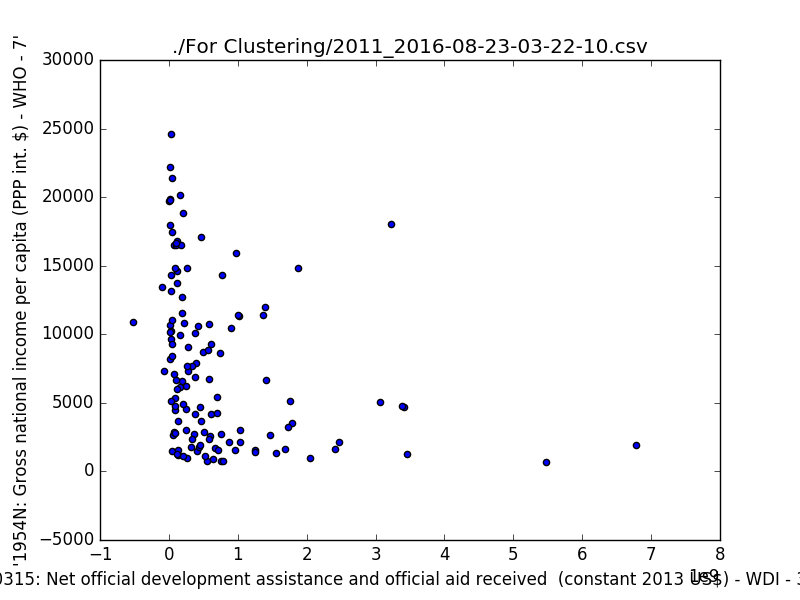 ./For Clustering/2011_2016-08-23-03-22-10.csv
30000
25000
20000
15000
10000
5000
0
−5000
'1954N: Gross national income per capita (PPP int. $) - WHO - 7'
−1 0 1 2 3 4 5 6 7 8
1e9
0315: Net official development assistance and official aid received (constant 2013 US$) - WDI - 3